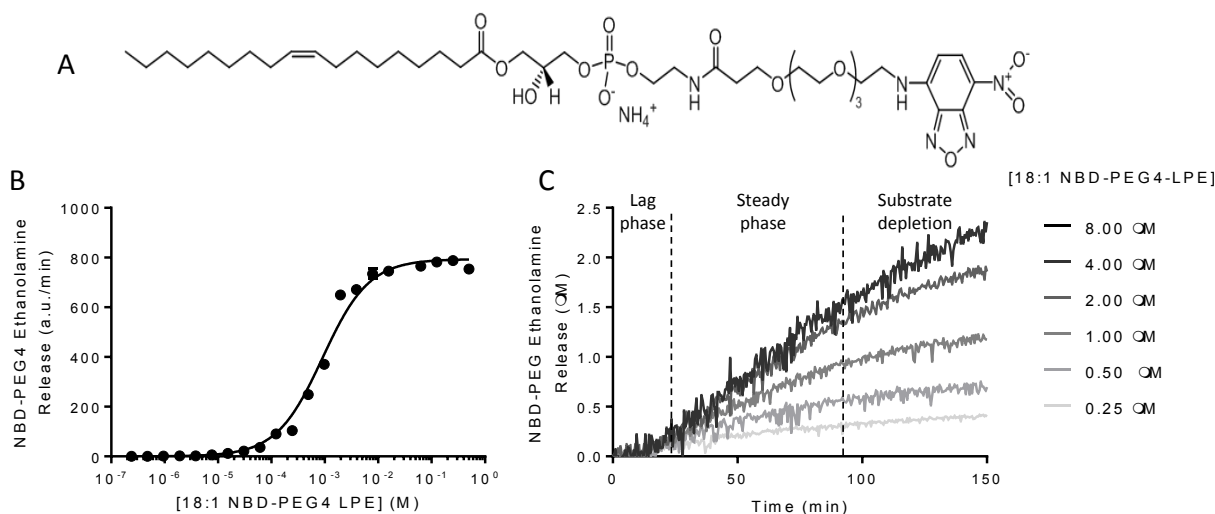 A
O
O
HO
H
O
P
O
O
O-
NH4+
O
N
H
O
O
3
O
H
N
O-
N+
O
N
O
N
B
NBD-PEG4 Ethanolamine
Release (a.u./min)
1000
800
600
400
200
0
10-7
10-6
10-5
10-4
10-3
10-2
10-1
100
[18:1 NBD-PEG4 LPE] (M)
C
[18:1 NBD-PEG4-LPE]
Lag
phase
Steady
phase
Substrate
depletion
NBD-PEG Ethanolamine
Release (❍M)
2.5
2.0
1.5
1.0
0.5
0.0
0
50
100
150
Time (min)
8.00 ❍M
4.00 ❍M
2.00 ❍M
1.00 ❍M
0.50 ❍M
0.25 ❍M